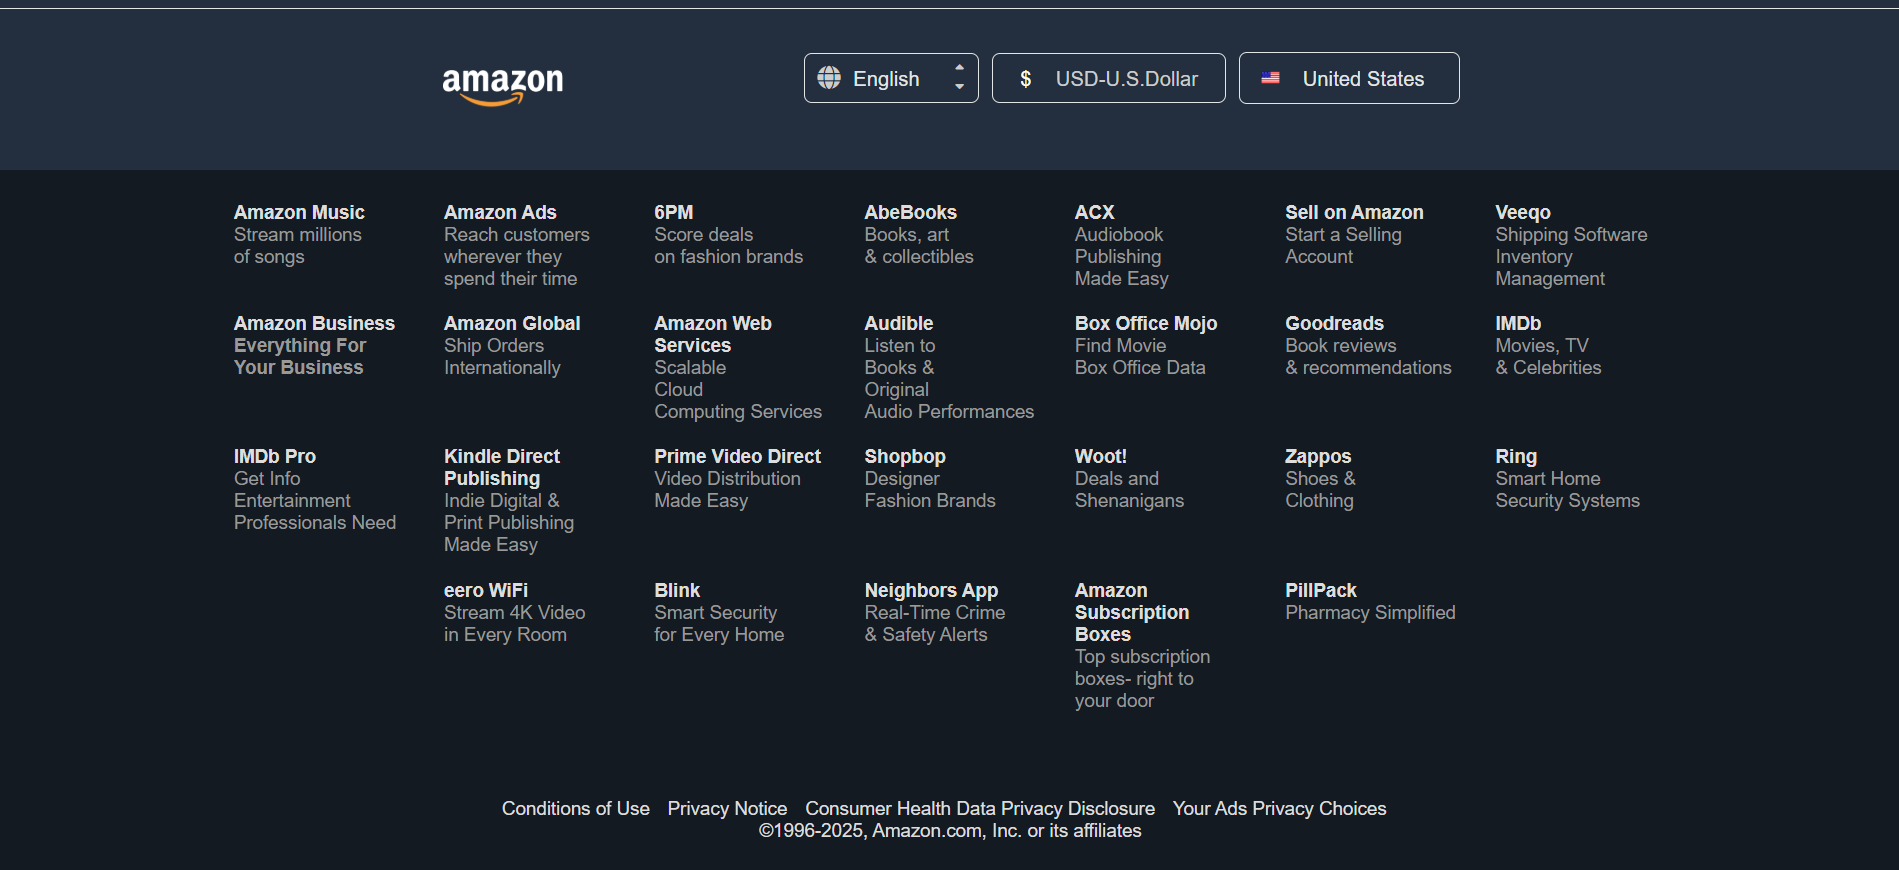 amazon
English
$ USD-U.S.Dollar
United States
Amazon Music
Stream millions
of songs
Amazon Ads
Reach customers
wherever they
spend their time
6PM
Score deals
on fashion brands
AbeBooks
Books, art
& collectibles
ACX
Audiobook
Publishing
Made Easy
Sell on Amazon
Start a Selling
Account
Veeqo
Shipping Software
Inventory
Management
Amazon Business
Everything For
Your Business
Amazon Global
Ship Orders
Internationally
Amazon Web
Services
Scalable
Cloud
Computing Services
Audible
Listen to
Books &
Original
Audio Performances
Box Office Mojo
Find Movie
Box Office Data
Goodreads
Book reviews
& recommendations
IMDb
Movies, TV
& Celebrities
IMDb Pro
Get Info
Entertainment
Professionals Need
Kindle Direct
Publishing
Indie Digital &
Print Publishing
Made Easy
Prime Video Direct
Video Distribution
Made Easy
Shopbop
Designer
Fashion Brands
Woot!
Deals and
Shenanigans
Zappos
Shoes &
Clothing
Ring
Smart Home
Security Systems
eero WiFi
Stream 4K Video
in Every Room
Blink
Smart Security
for Every Home
Neighbors App
Real-Time Crime
& Safety Alerts
Amazon
Subscription
Boxes
Top subscription
boxes- right to
your door
PillPack
Pharmacy Simplified
Conditions of Use Privacy Notice Consumer Health Data Privacy Disclosure Your Ads Privacy Choices
©1996-2025, Amazon.com, Inc. or its affiliates